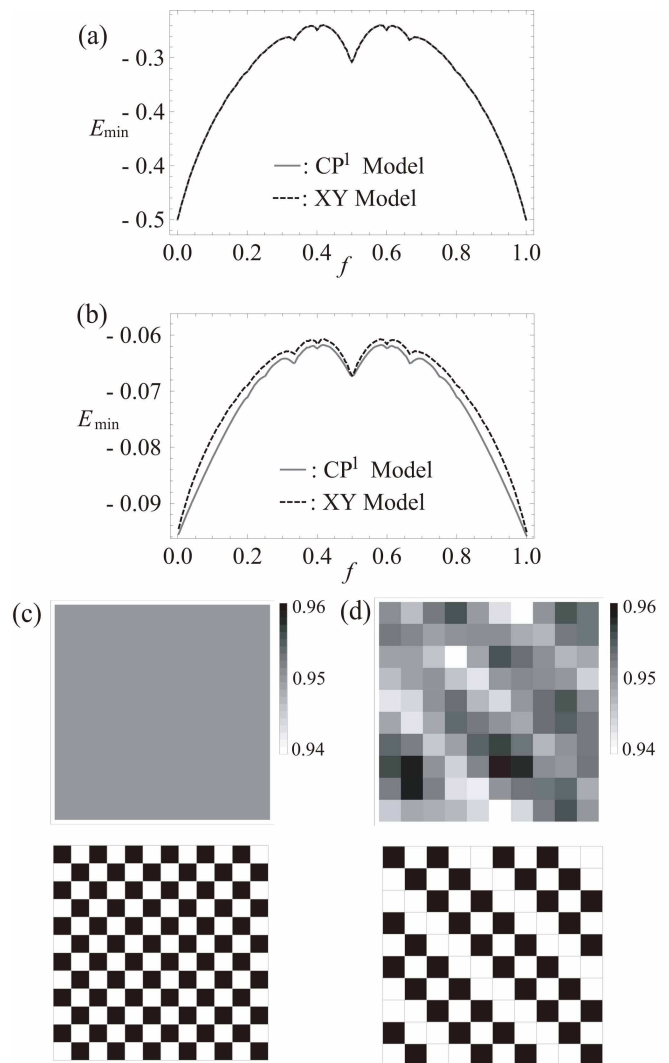 (a)
- 0.3
- 0.4
E min
- 0.4
- 0.5
: CP¹ Model
: XY Model
0.0 0.2 0.4 0.6 0.8 1.0
f
(b)
- 0.06
- 0.07
E min
- 0.08
- 0.09
: CP¹ Model
: XY Model
0.0 0.2 0.4 0.6 0.8 1.0
f
(c)
0.96
0.95
0.94
(d)
0.96
0.95
0.94